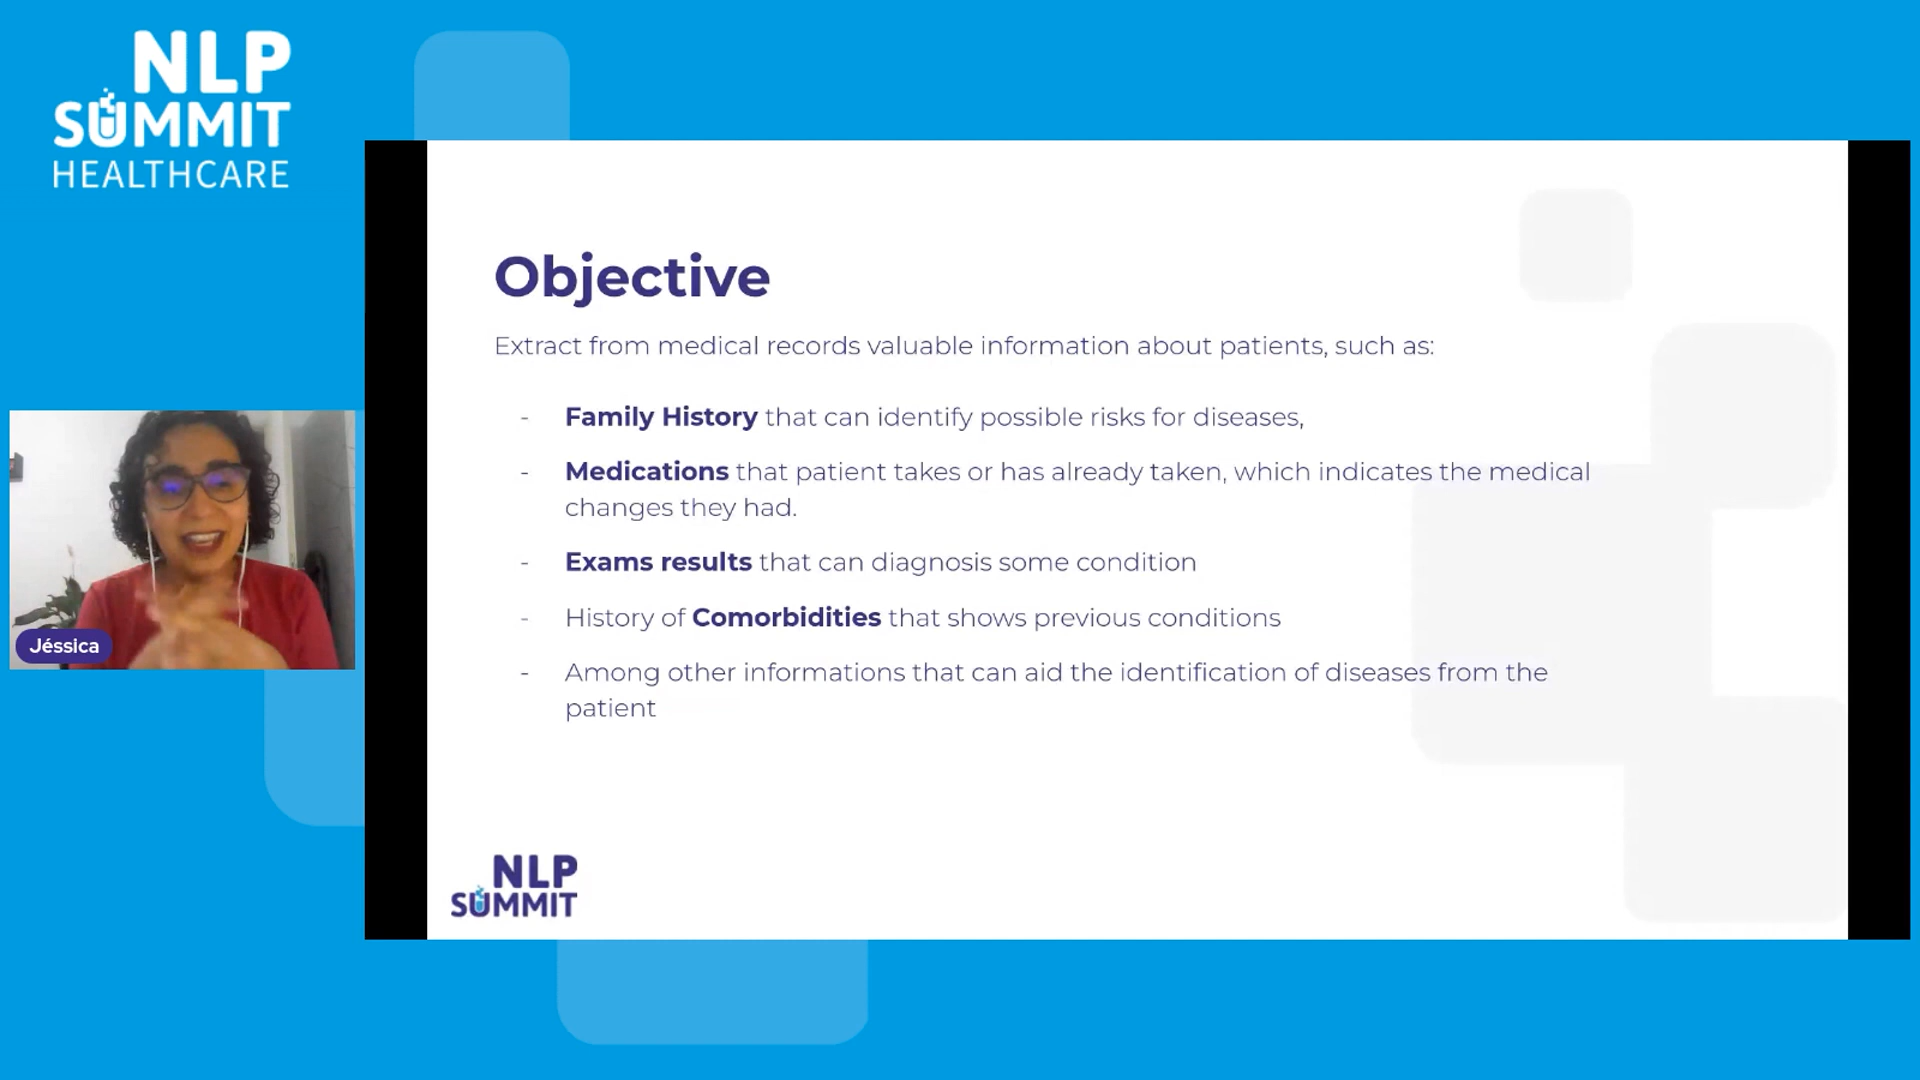 NLP
SUMMIT
HEALTHCARE
Objective
Extract from medical records valuable information about patients, such as:
- Family History that can identify possible risks for diseases,
- Medications that patient takes or has already taken, which indicates the medical
changes they had.
- Exams results that can diagnosis some condition
- History of Comorbidities that shows previous conditions
- Among other informations that can aid the identification of diseases from the
patient
Jéssica
NLP
SUMMIT